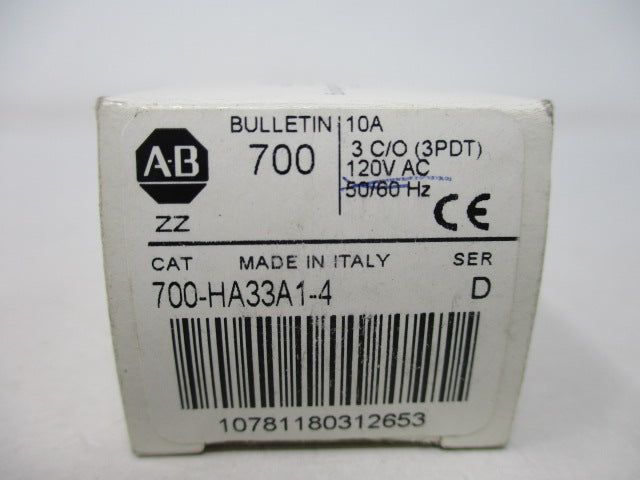 A-B
BULLETIN
700
10A
3 C/O (3PDT)
120V AC
50/60 Hz
CE
ZZ
CAT MADE IN ITALY SER
700-HA33A1-4 D
10781180312653